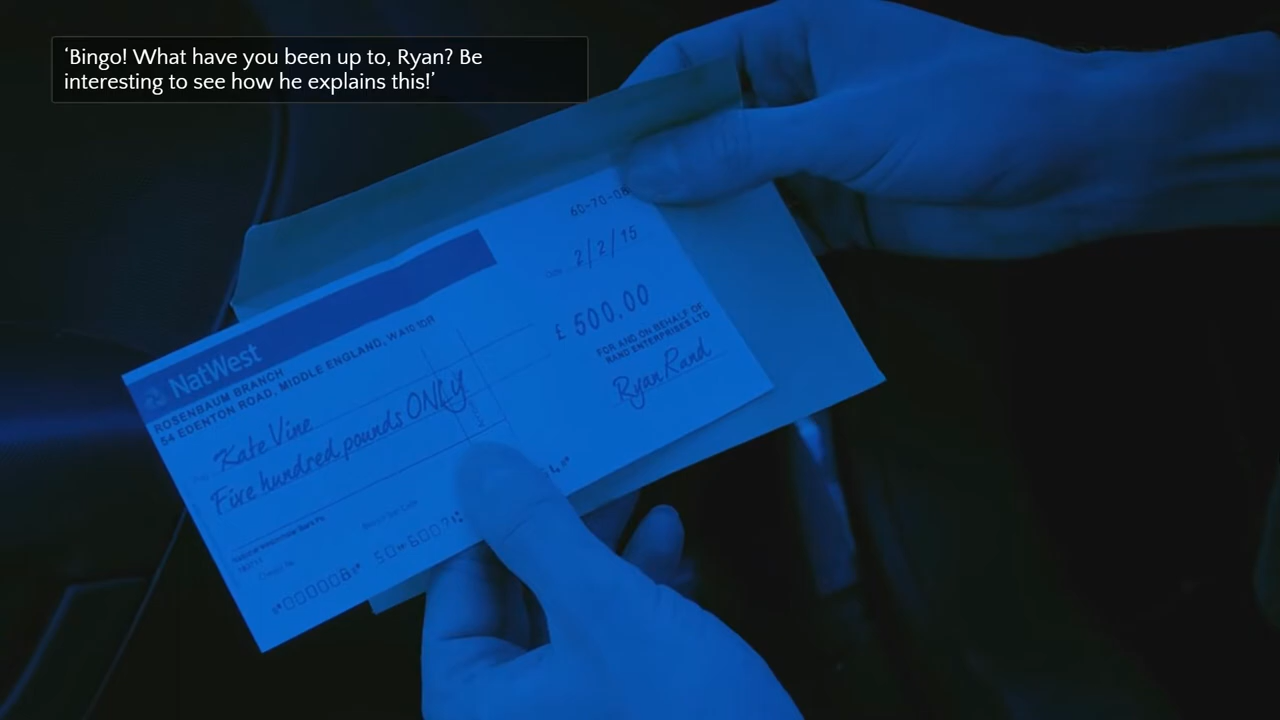 ‘Bingo! What have you been up to, Ryan? Be
interesting to see how he explains this!’
60-70-08
2/2/15
NatWest
ROSENBAUM BRANCH
54 EDENTON ROAD, MIDDLE ENGLAND, WA10 1DR
£ 500.00
FOR AND ON BEHALF OF
RAND ENTERPRISES LTD
Kate Vine
Five hundred pounds ONLY
Ryan Rand